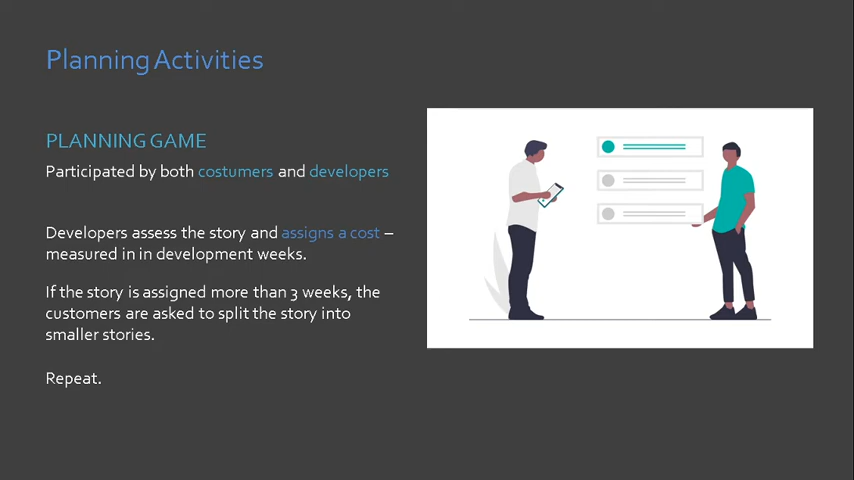 Planning Activities
PLANNING GAME
Participated by both costumers and developers
Developers assess the story and assigns a cost –
measured in in development weeks.
If the story is assigned more than 3 weeks, the
customers are asked to split the story into
smaller stories.
Repeat.